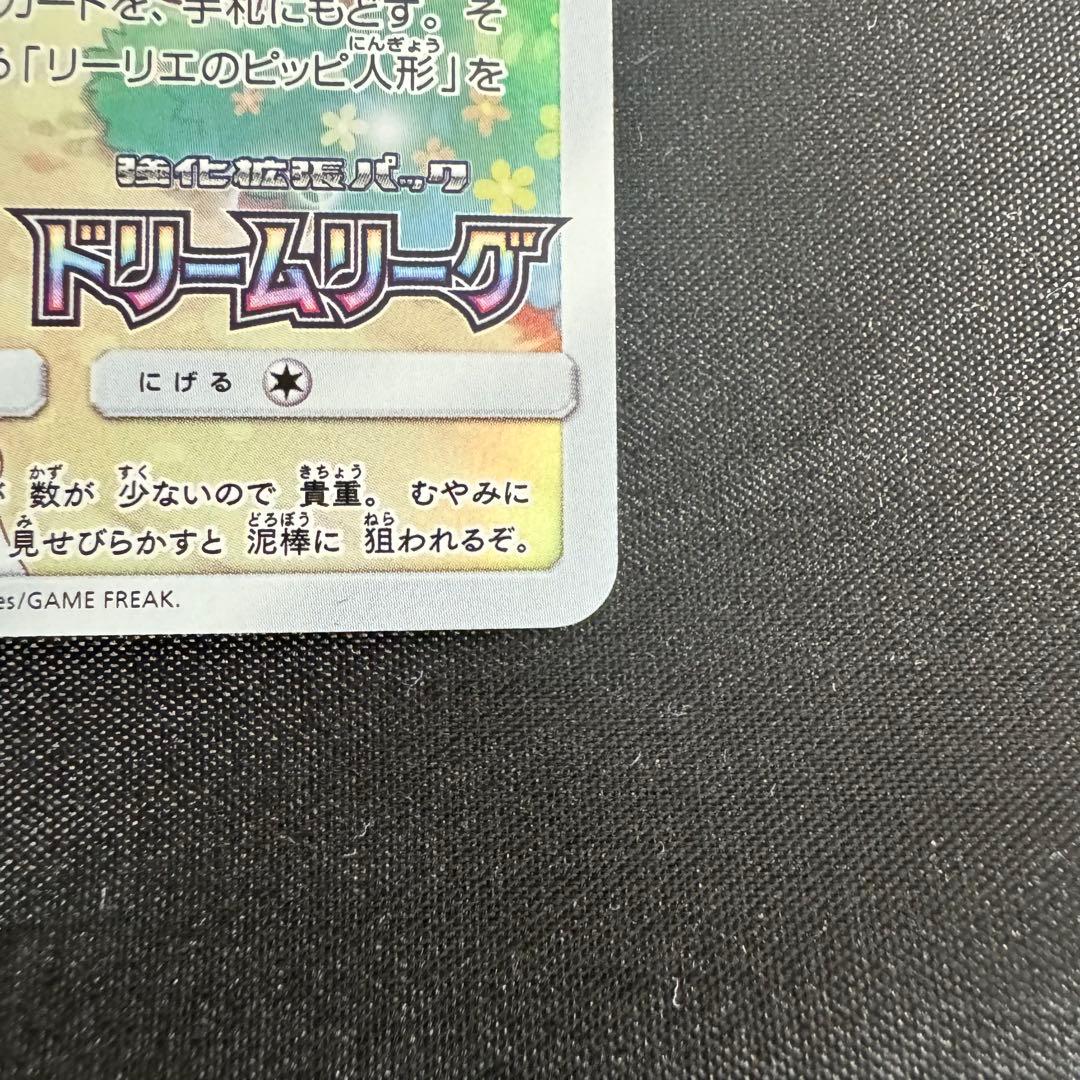 カードを、手札にもどす。そ
る「リーリエのピッピ人形」を
にんぎょう
強化拡張パック
ドリームリーグ
にげる
かず すく きちょう
が 数が 少ないので 貴重。 むやみに
み どろぼう ねら
見せびらかすと 泥棒に 狙われるぞ。
es/GAME FREAK.